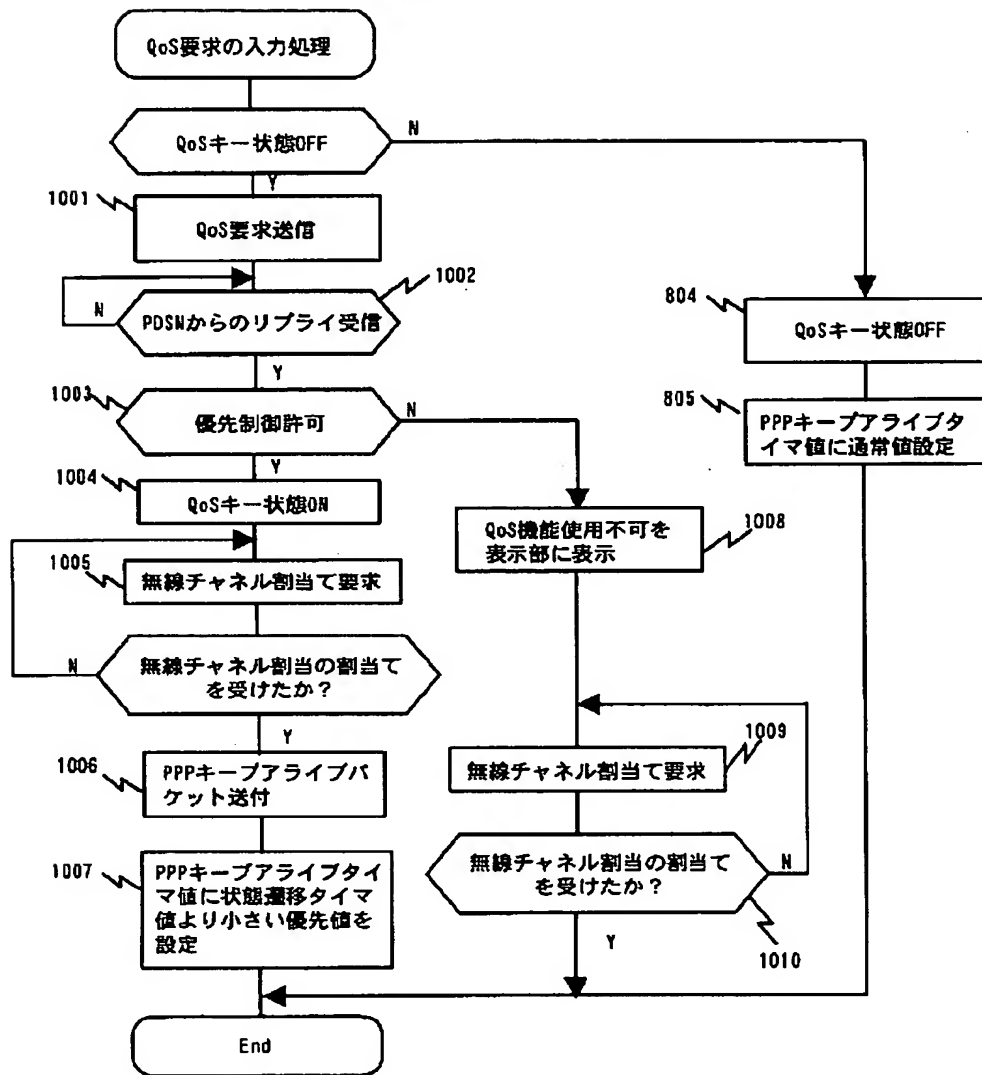 QoS要求の入力処理
QoSキー状態OFF
N
Y
1001
QoS要求送信
1002
N
PDSNからのリプライ受信
Y
804
QoSキー状態OFF
1003
優先制御許可
N
Y
805
PPPキープアライブタ
イマ値に通常値設定
1004
QoSキー状態ON
QoS機能使用不可を
表示部に表示
1008
1005
無線チャネル割当て要求
無線チャネル割当の割当て
を受けたか？
N
Y
1009
無線チャネル割当て要求
1006
PPPキープアライブパ
ケット送付
無線チャネル割当の割当て
を受けたか？
N
Y
1010
1007
PPPキープアライブタイ
マ値に状態遷移タイマ
値より小さい優先値を
設定
End